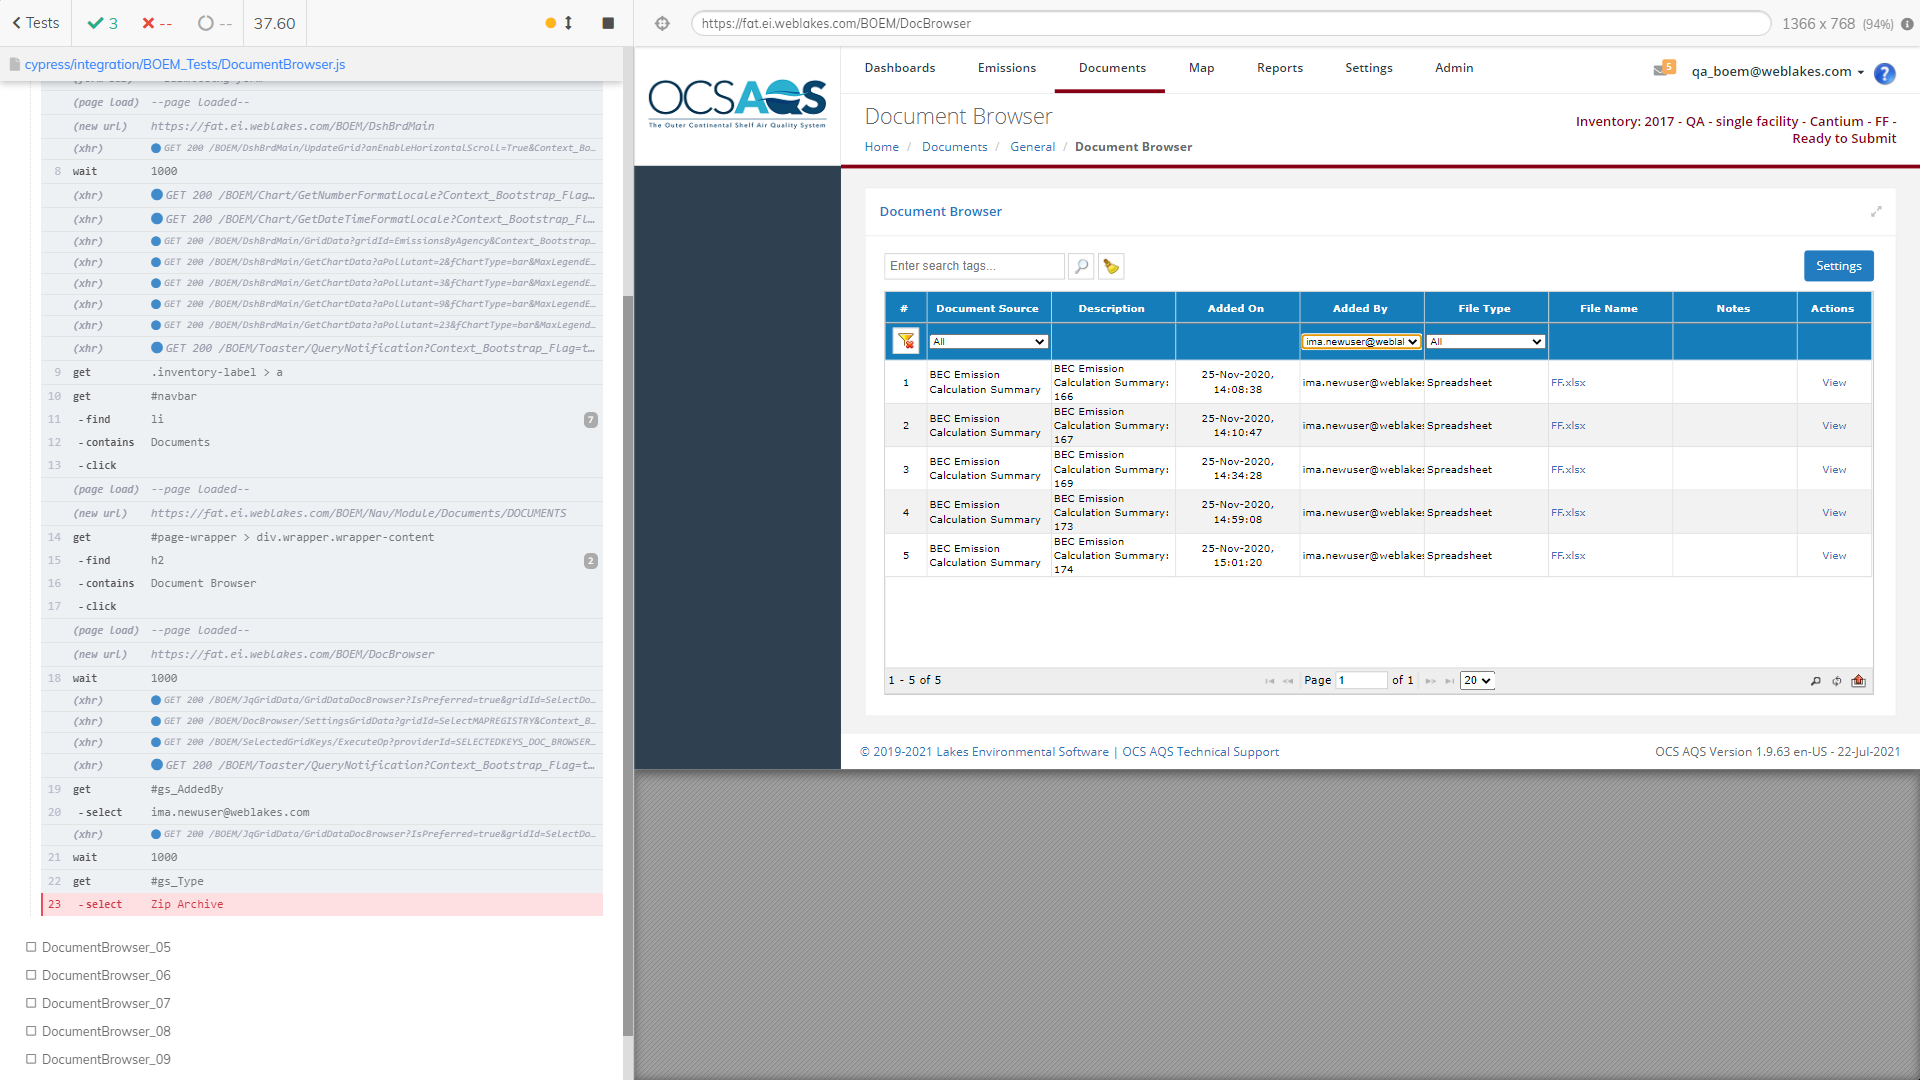 Tests
3
--
--
37.60
cypress/integration/BOEM_Tests/DocumentBrowser.js
(page load) --page loaded--
(new url) https://fat.ei.weblakes.com/BOEM/DshBrdMain
(xhr) GET 200 /BOEM/DshBrdMain/UpdateGrid?anEnableHorizontalScroll=True&Context_Bo...
8 wait 1000
(xhr) GET 200 /BOEM/Chart/GetNumberFormatLocale?Context_Bootstrap_Flag...
(xhr) GET 200 /BOEM/Chart/GetDateTimeFormatLocale?Context_Bootstrap_Fl...
(xhr) GET 200 /BOEM/DshBrdMain/GridData?gridId=EmissionsByAgency&Context_Bootstrap...
(xhr) GET 200 /BOEM/DshBrdMain/GetChartData?aPollutant=2&fChartType=bar&MaxLegendE...
(xhr) GET 200 /BOEM/DshBrdMain/GetChartData?aPollutant=3&fChartType=bar&MaxLegendE...
(xhr) GET 200 /BOEM/DshBrdMain/GetChartData?aPollutant=9&fChartType=bar&MaxLegendE...
(xhr) GET 200 /BOEM/DshBrdMain/GetChartData?aPollutant=23&fChartType=bar&MaxLegend...
(xhr) GET 200 /BOEM/Toaster/QueryNotification?Context_Bootstrap_Flag=t...
9 get .inventory-label > a
10 get #navbar
11 -find li 7
12 -contains Documents
13 -click
(page load) --page loaded--
(new url) https://fat.ei.weblakes.com/BOEM/Nav/Module/Documents/DOCUMENTS
14 get #page-wrapper > div.wrapper.wrapper-content
15 -find h2 2
16 -contains Document Browser
17 -click
(page load) --page loaded--
(new url) https://fat.ei.weblakes.com/BOEM/DocBrowser
18 wait 1000
(xhr) GET 200 /BOEM/JqGridData/GridDataDocBrowser?IsPreferred=true&gridId=SelectDo...
(xhr) GET 200 /BOEM/DocBrowser/SettingsGridData?gridId=SelectMAPREGISTRY&Context_B...
(xhr) GET 200 /BOEM/SelectedGridKeys/ExecuteOp?providerId=SELECTEDKEYS_DOC_BROWSER...
(xhr) GET 200 /BOEM/Toaster/QueryNotification?Context_Bootstrap_Flag=t...
19 get #gs_AddedBy
20 -select ima.newuser@weblakes.com
(xhr) GET 200 /BOEM/JqGridData/GridDataDocBrowser?IsPreferred=true&gridId=SelectDo...
21 wait 1000
22 get #gs_Type
23 -select Zip Archive
DocumentBrowser_05
DocumentBrowser_06
DocumentBrowser_07
DocumentBrowser_08
DocumentBrowser_09
https://fat.ei.weblakes.com/BOEM/DocBrowser
1366 x 768 (94%)
OCSAQS
The Outer Continental Shelf Air Quality System
Dashboards Emissions Documents Map Reports Settings Admin
5
qa_boem@weblakes.com
?
Document Browser
Home / Documents / General / Document Browser
Inventory: 2017 - QA - single facility - Cantium - FF -
Ready to Submit
Document Browser
Enter search tags...
Settings
# Document Source Description Added On Added By File Type File Name Notes Actions
All ima.newuser@weblal All
1 BEC Emission Calculation Summary BEC Emission Calculation Summary: 166 25-Nov-2020, 14:08:38 ima.newuser@weblakes Spreadsheet FF.xlsx View
2 BEC Emission Calculation Summary BEC Emission Calculation Summary: 167 25-Nov-2020, 14:10:47 ima.newuser@weblakes Spreadsheet FF.xlsx View
3 BEC Emission Calculation Summary BEC Emission Calculation Summary: 169 25-Nov-2020, 14:34:28 ima.newuser@weblakes Spreadsheet FF.xlsx View
4 BEC Emission Calculation Summary BEC Emission Calculation Summary: 173 25-Nov-2020, 14:59:08 ima.newuser@weblakes Spreadsheet FF.xlsx View
5 BEC Emission Calculation Summary BEC Emission Calculation Summary: 174 25-Nov-2020, 15:01:20 ima.newuser@weblakes Spreadsheet FF.xlsx View
1 - 5 of 5
Page 1 of 1 20
© 2019-2021 Lakes Environmental Software | OCS AQS Technical Support
OCS AQS Version 1.9.63 en-US - 22-Jul-2021